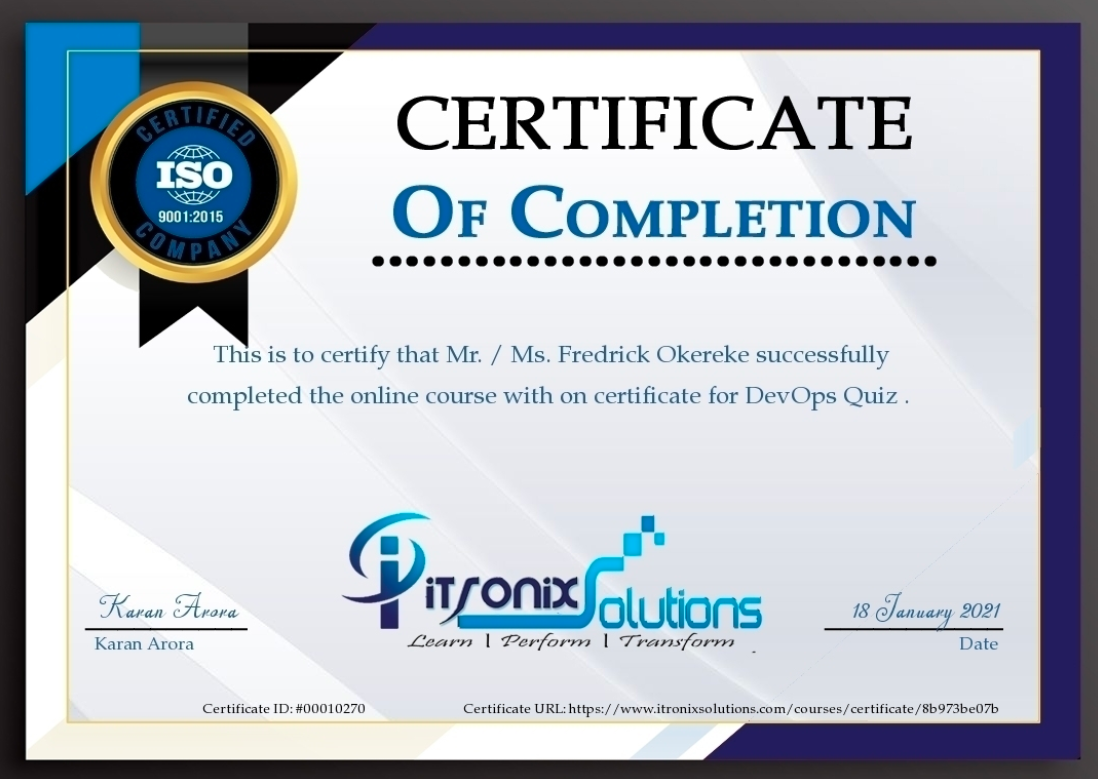 CERTIFIED
ISO
9001:2015
COMPANY
CERTIFICATE
OF COMPLETION
This is to certify that Mr. / Ms. Fredrick Okereke successfully
completed the online course with on certificate for DevOps Quiz .
iTronix Solutions
Learn | Perform | Transform
Karan Arora
Karan Arora
18 January 2021
Date
Certificate ID: #00010270
Certificate URL: https://www.itronixsolutions.com/courses/certificate/8b973be07b